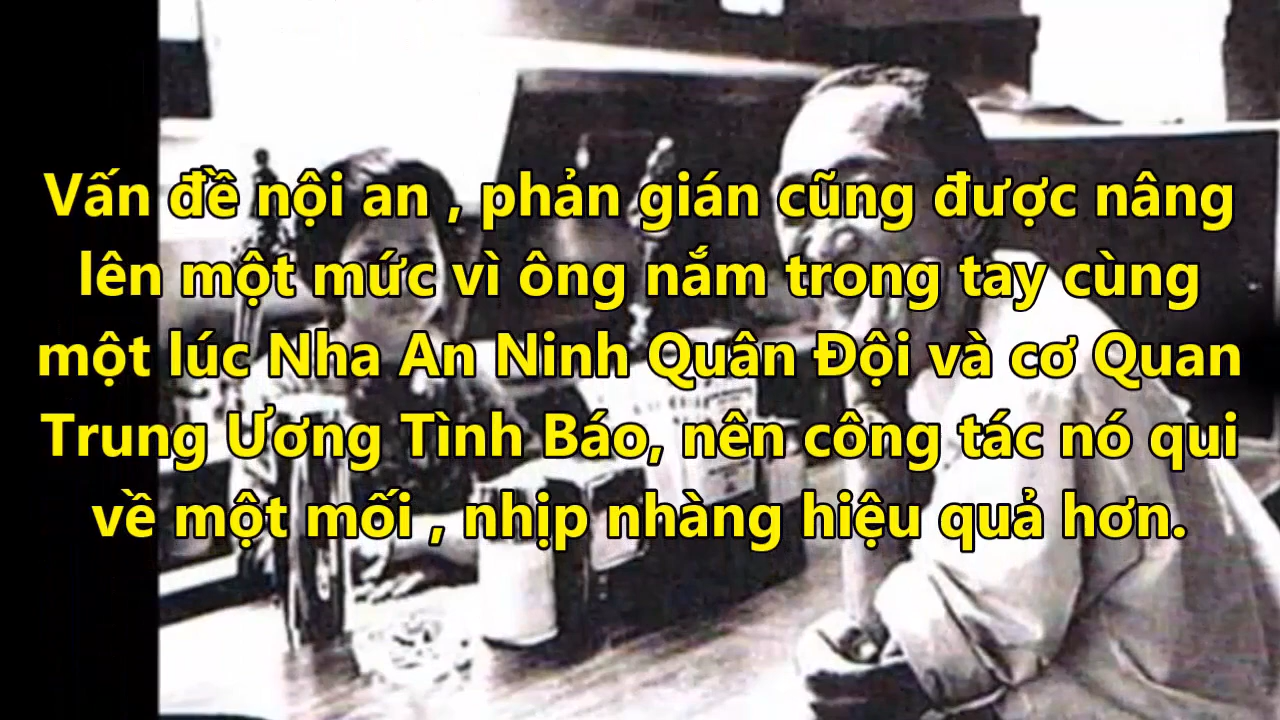 Vấn đề nội an , phản gián cũng được nâng
lên một mức vì ông nắm trong tay cùng
một lúc Nha An Ninh Quân Đội và cơ Quan
Trung Ương Tình Báo, nên công tác nó qui
về một mối , nhịp nhàng hiệu quả hơn.